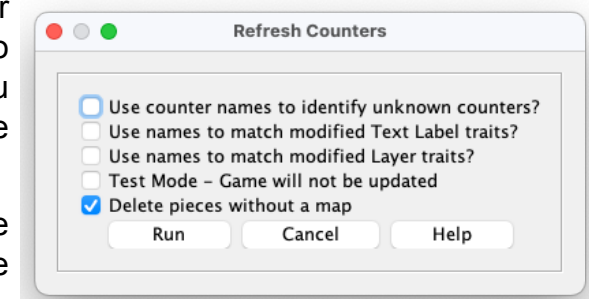 r
o
u
e
e
e
Refresh Counters
Use counter names to identify unknown counters?
Use names to match modified Text Label traits?
Use names to match modified Layer traits?
Test Mode – Game will not be updated
Delete pieces without a map
Run Cancel Help